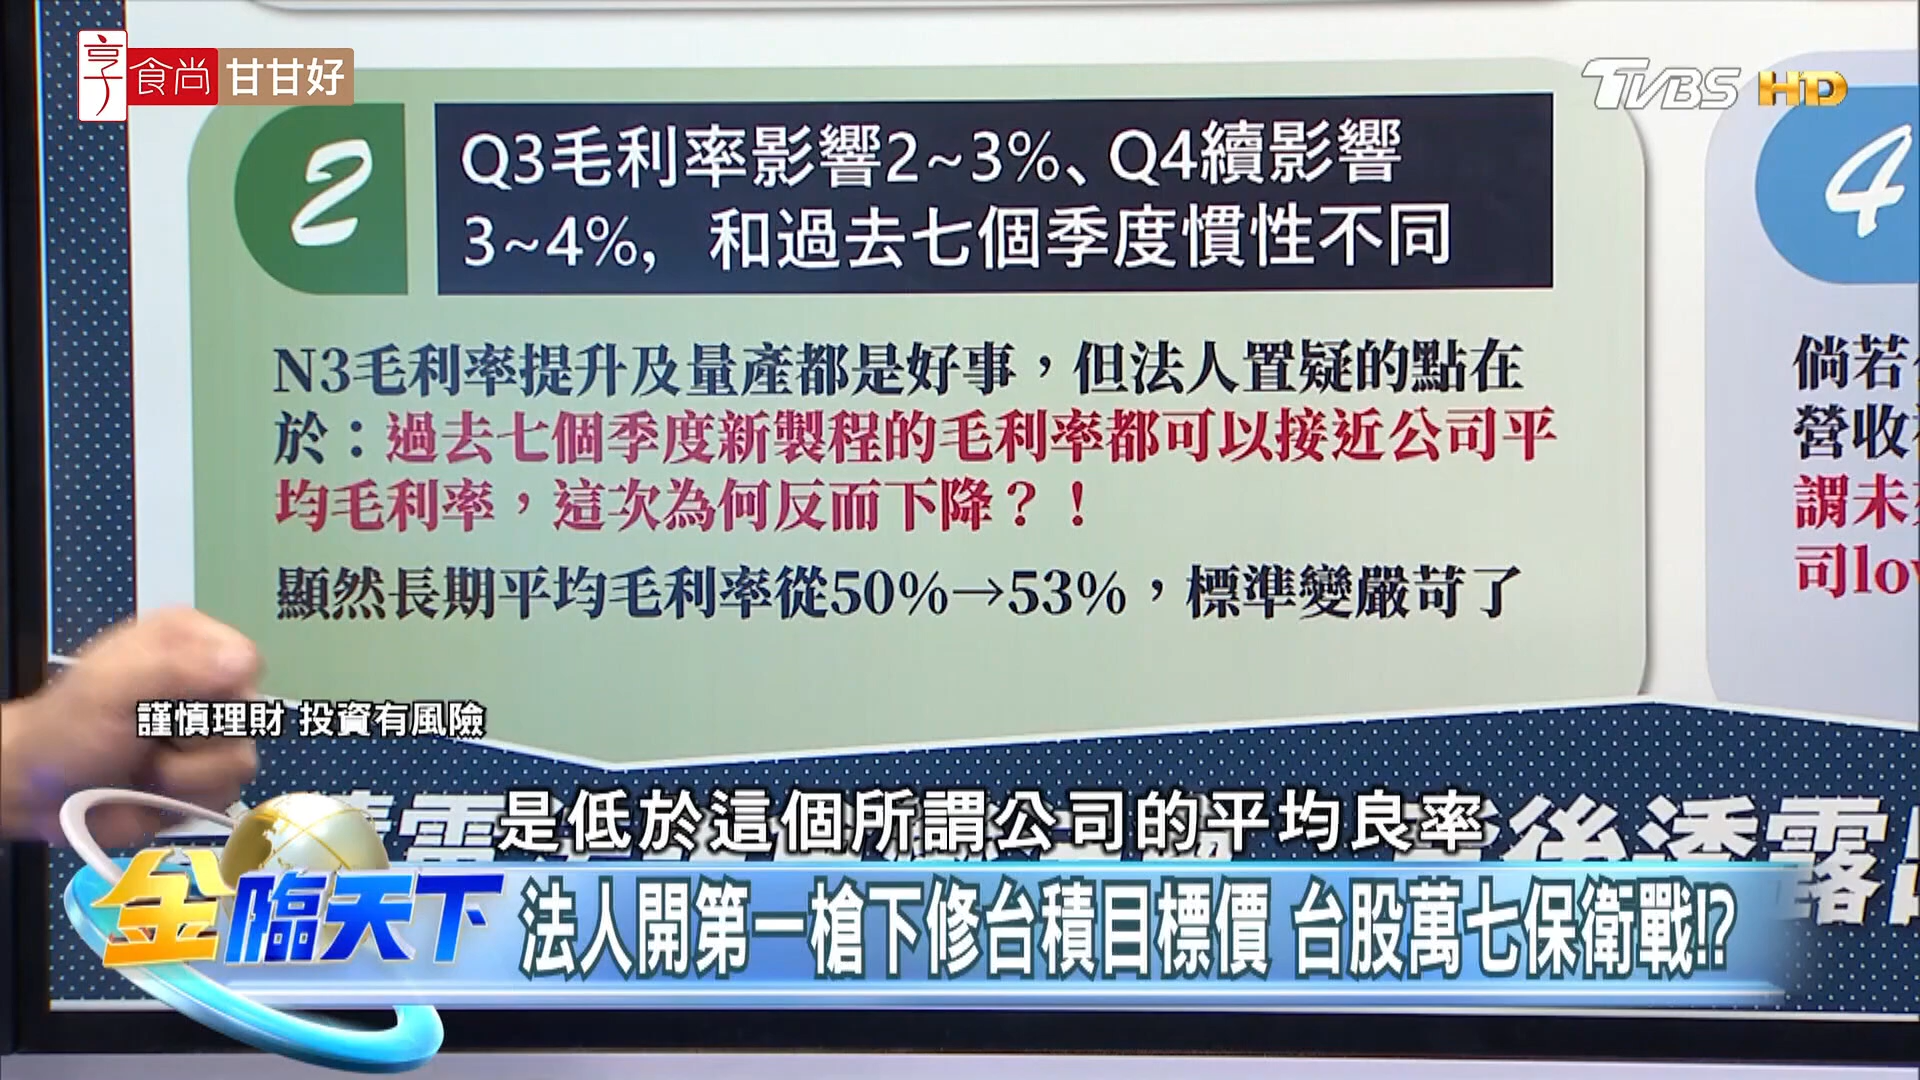 享
食尚 甘甘好
TVBS HD
2
Q3毛利率影響2~3%、Q4續影響
3~4%, 和過去七個季度慣性不同
N3毛利率提升及量產都是好事,但法人置疑的點在
於:過去七個季度新製程的毛利率都可以接近公司平
均毛利率,這次為何反而下降?!
顯然長期平均毛利率從50%→53%,標準變嚴苛了
4
倘若
營收
謂未
司lov
謹慎理財 投資有風險
是低於這個所謂公司的平均良率
後透露
金臨天下
法人開第一槍下修台積目標價 台股萬七保衛戰!?